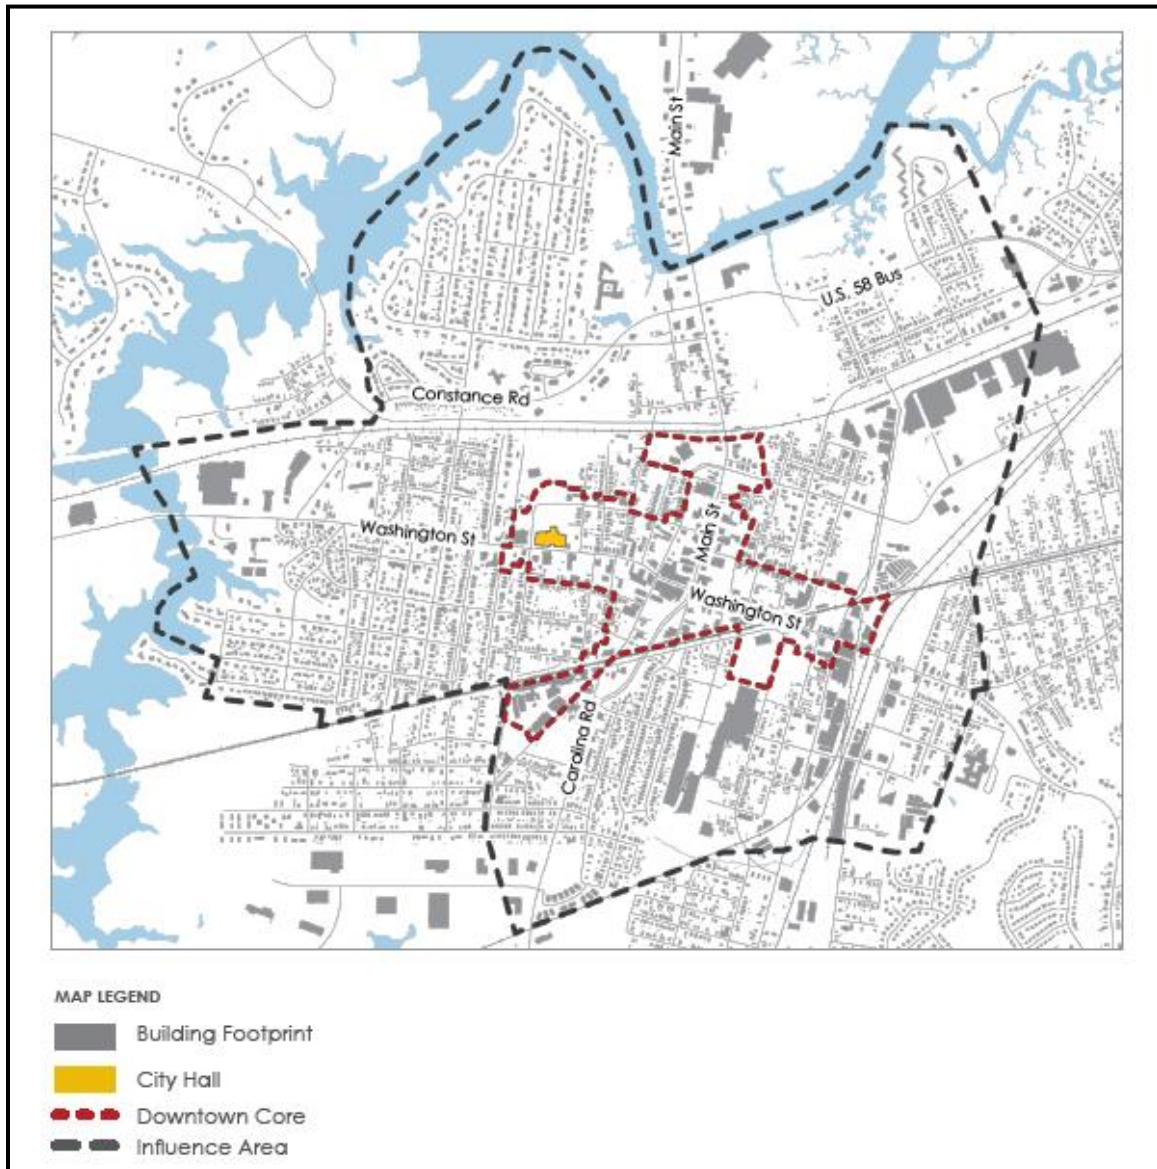 Main St
U.S. 58 Bus
Constance Rd
Washington St
Main St
Washington St
Carolina Rd
MAP LEGEND
Building Footprint
City Hall
Downtown Core
Influence Area